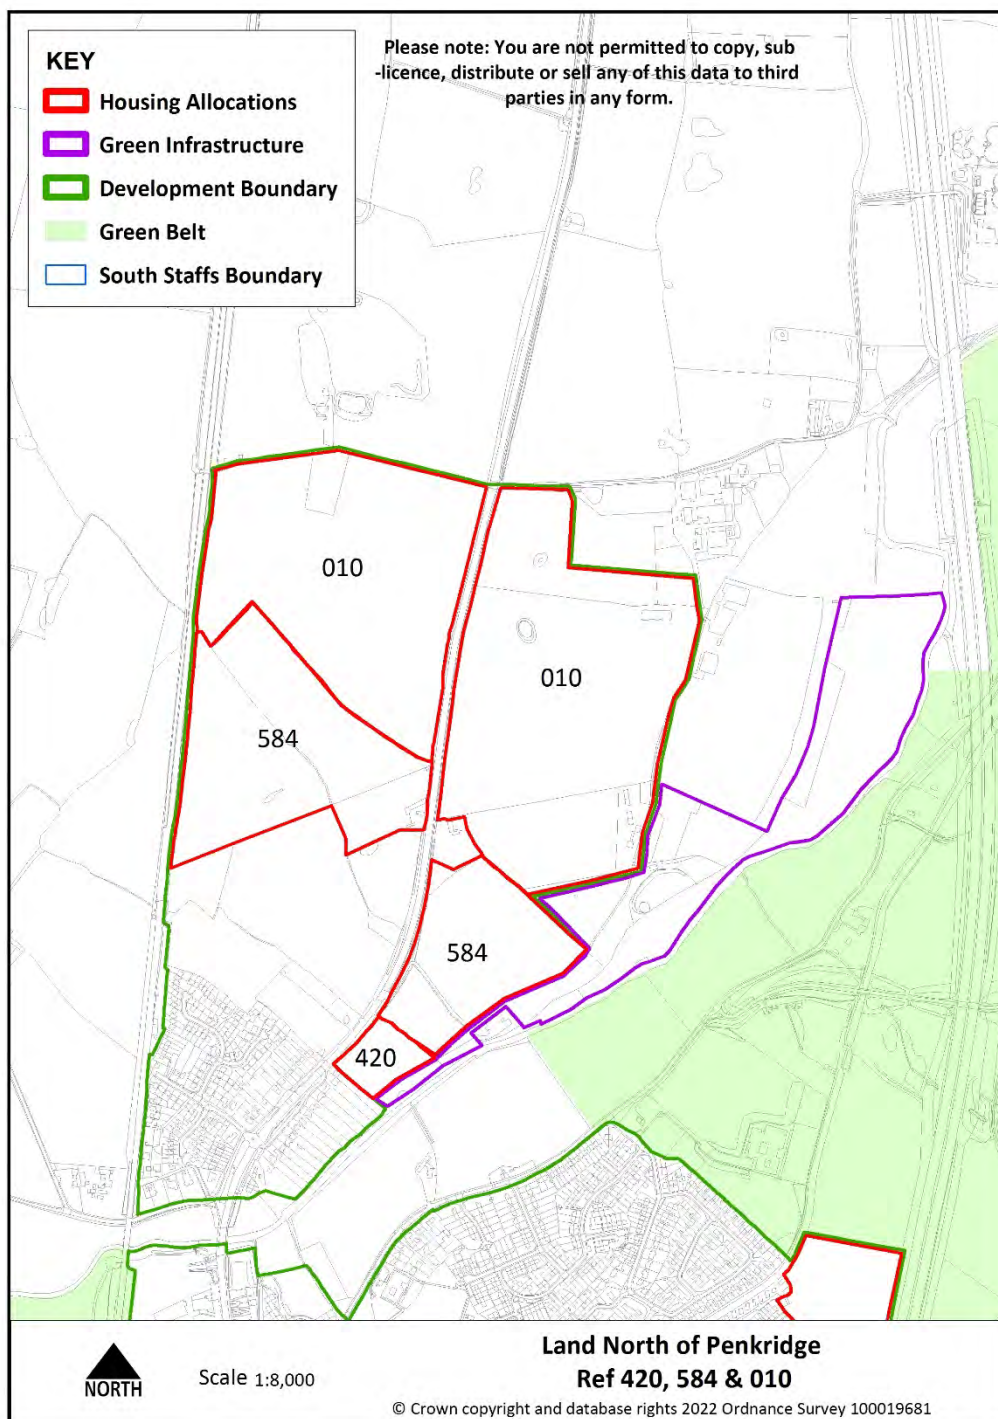 KEY
Housing Allocations
Green Infrastructure
Development Boundary
Green Belt
South Staffs Boundary
Please note: You are not permitted to copy, sub
-licence, distribute or sell any of this data to third
parties in any form.
010
010
584
584
420
NORTH
Scale 1:8,000
Land North of Penkridge
Ref 420, 584 & 010
© Crown copyright and database rights 2022 Ordnance Survey 100019681